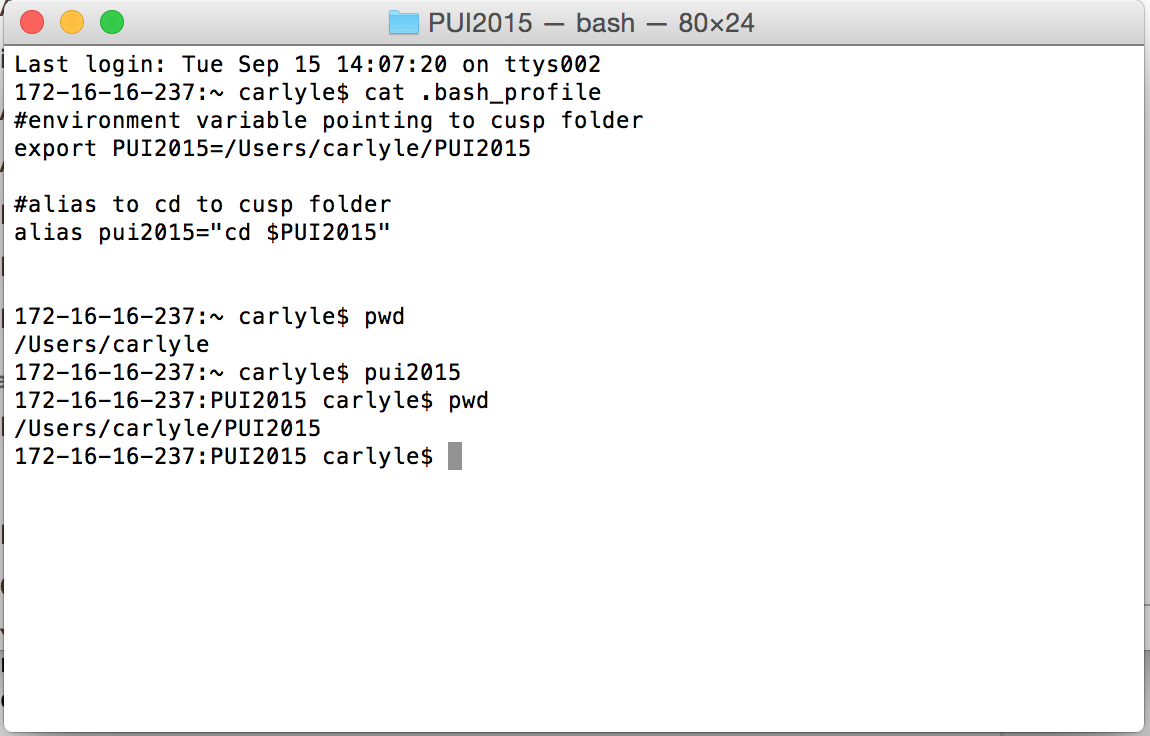 PUI2015 — bash — 80×24
Last login: Tue Sep 15 14:07:20 on ttys002
172-16-16-237:~ carlyle$ cat .bash_profile
#environment variable pointing to cusp folder
export PUI2015=/Users/carlyle/PUI2015
#alias to cd to cusp folder
alias pui2015="cd $PUI2015"
172-16-16-237:~ carlyle$ pwd
/Users/carlyle
172-16-16-237:~ carlyle$ pui2015
172-16-16-237:PUI2015 carlyle$ pwd
/Users/carlyle/PUI2015
172-16-16-237:PUI2015 carlyle$